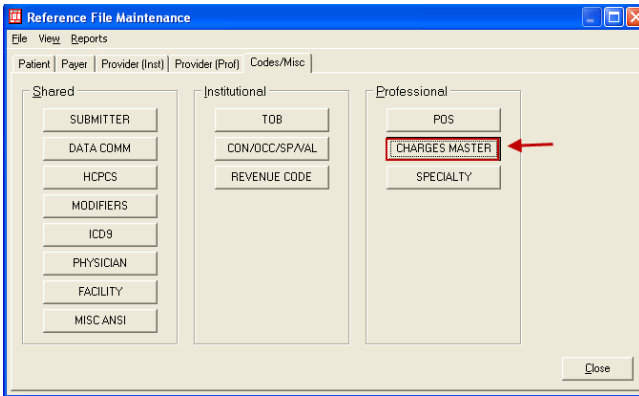 Reference File Maintenance
File View Reports
Patient Payer Provider (Inst) Provider (Prof) Codes/Misc
Shared
SUBMITTER
DATA COMM
HCPCS
MODIFIERS
ICD9
PHYSICIAN
FACILITY
MISC ANSI
Institutional
TOB
CON/OCC/SP/VAL
REVENUE CODE
Professional
POS
CHARGES MASTER
SPECIALTY
Close